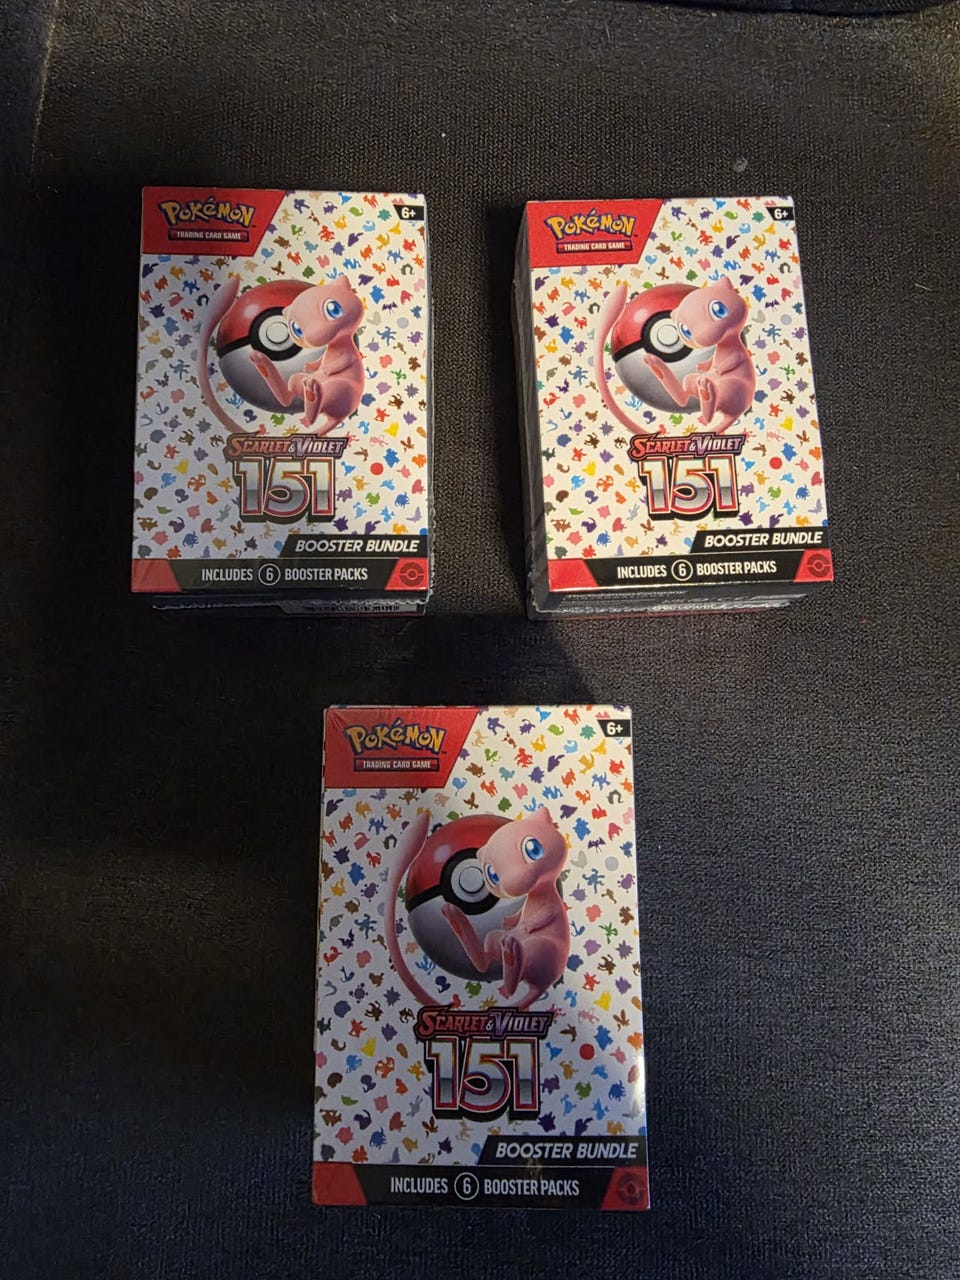 POKéMON
TRADING CARD GAME
6+
SCARLET & VIOLET
151
BOOSTER BUNDLE
INCLUDES 6 BOOSTER PACKS
POKéMON
TRADING CARD GAME
6+
SCARLET & VIOLET
151
BOOSTER BUNDLE
INCLUDES 6 BOOSTER PACKS
POKéMON
TRADING CARD GAME
6+
SCARLET & VIOLET
151
BOOSTER BUNDLE
INCLUDES 6 BOOSTER PACKS